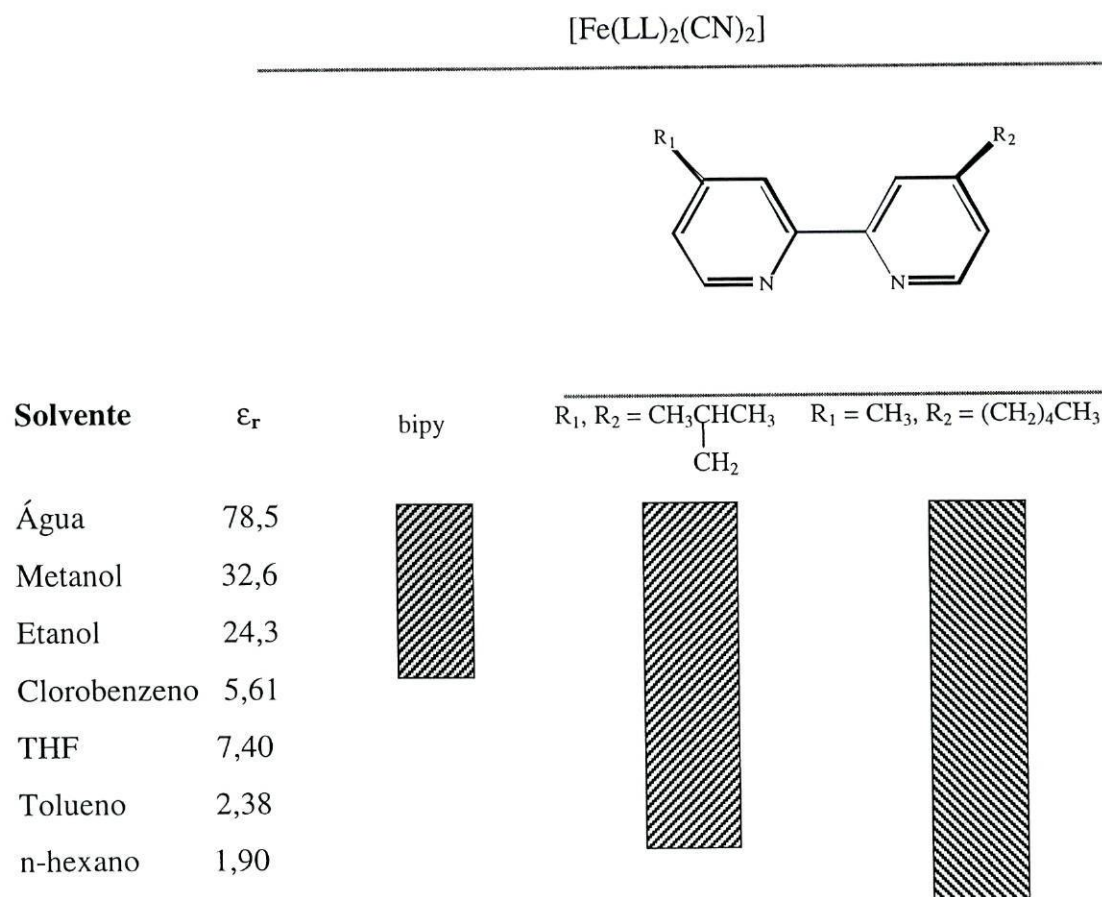 [Fe(LL)₂(CN)₂]
R₁ R₂
N N
Solvente εᵣ bipy R₁, R₂ = CH₃CHCH₃ R₁ = CH₃, R₂ = (CH₂)₄CH₃
CH₂
Água 78,5
Metanol 32,6
Etanol 24,3
Clorobenzeno 5,61
THF 7,40
Tolueno 2,38
n-hexano 1,90